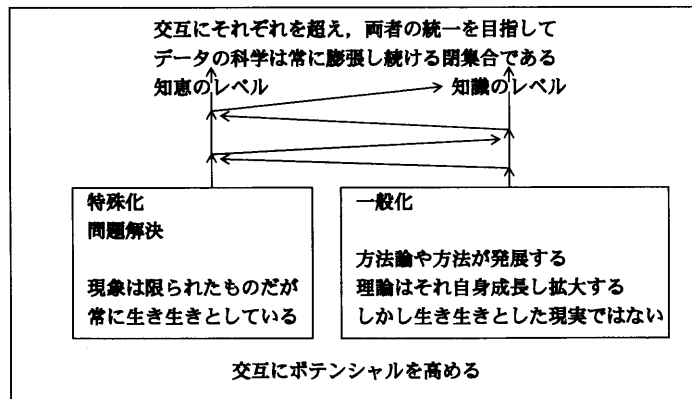 交互にそれぞれを超え，両者の統一を目指して
データの科学は常に膨張し続ける閉集合である
知恵のレベル
知識のレベル
特殊化
問題解決
現象は限られたものだが
常に生き生きとしている
一般化
方法論や方法が発展する
理論はそれ自身成長し拡大する
しかし生き生きとした現実ではない
交互にポテンシャルを高める